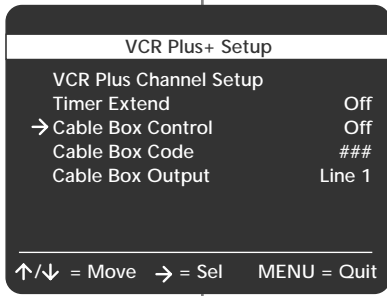 VCR Plus+ Setup
VCR Plus Channel Setup
Timer Extend Off
→ Cable Box Control Off
Cable Box Code ###
Cable Box Output Line 1
↑/↓ = Move → = Sel MENU = Quit